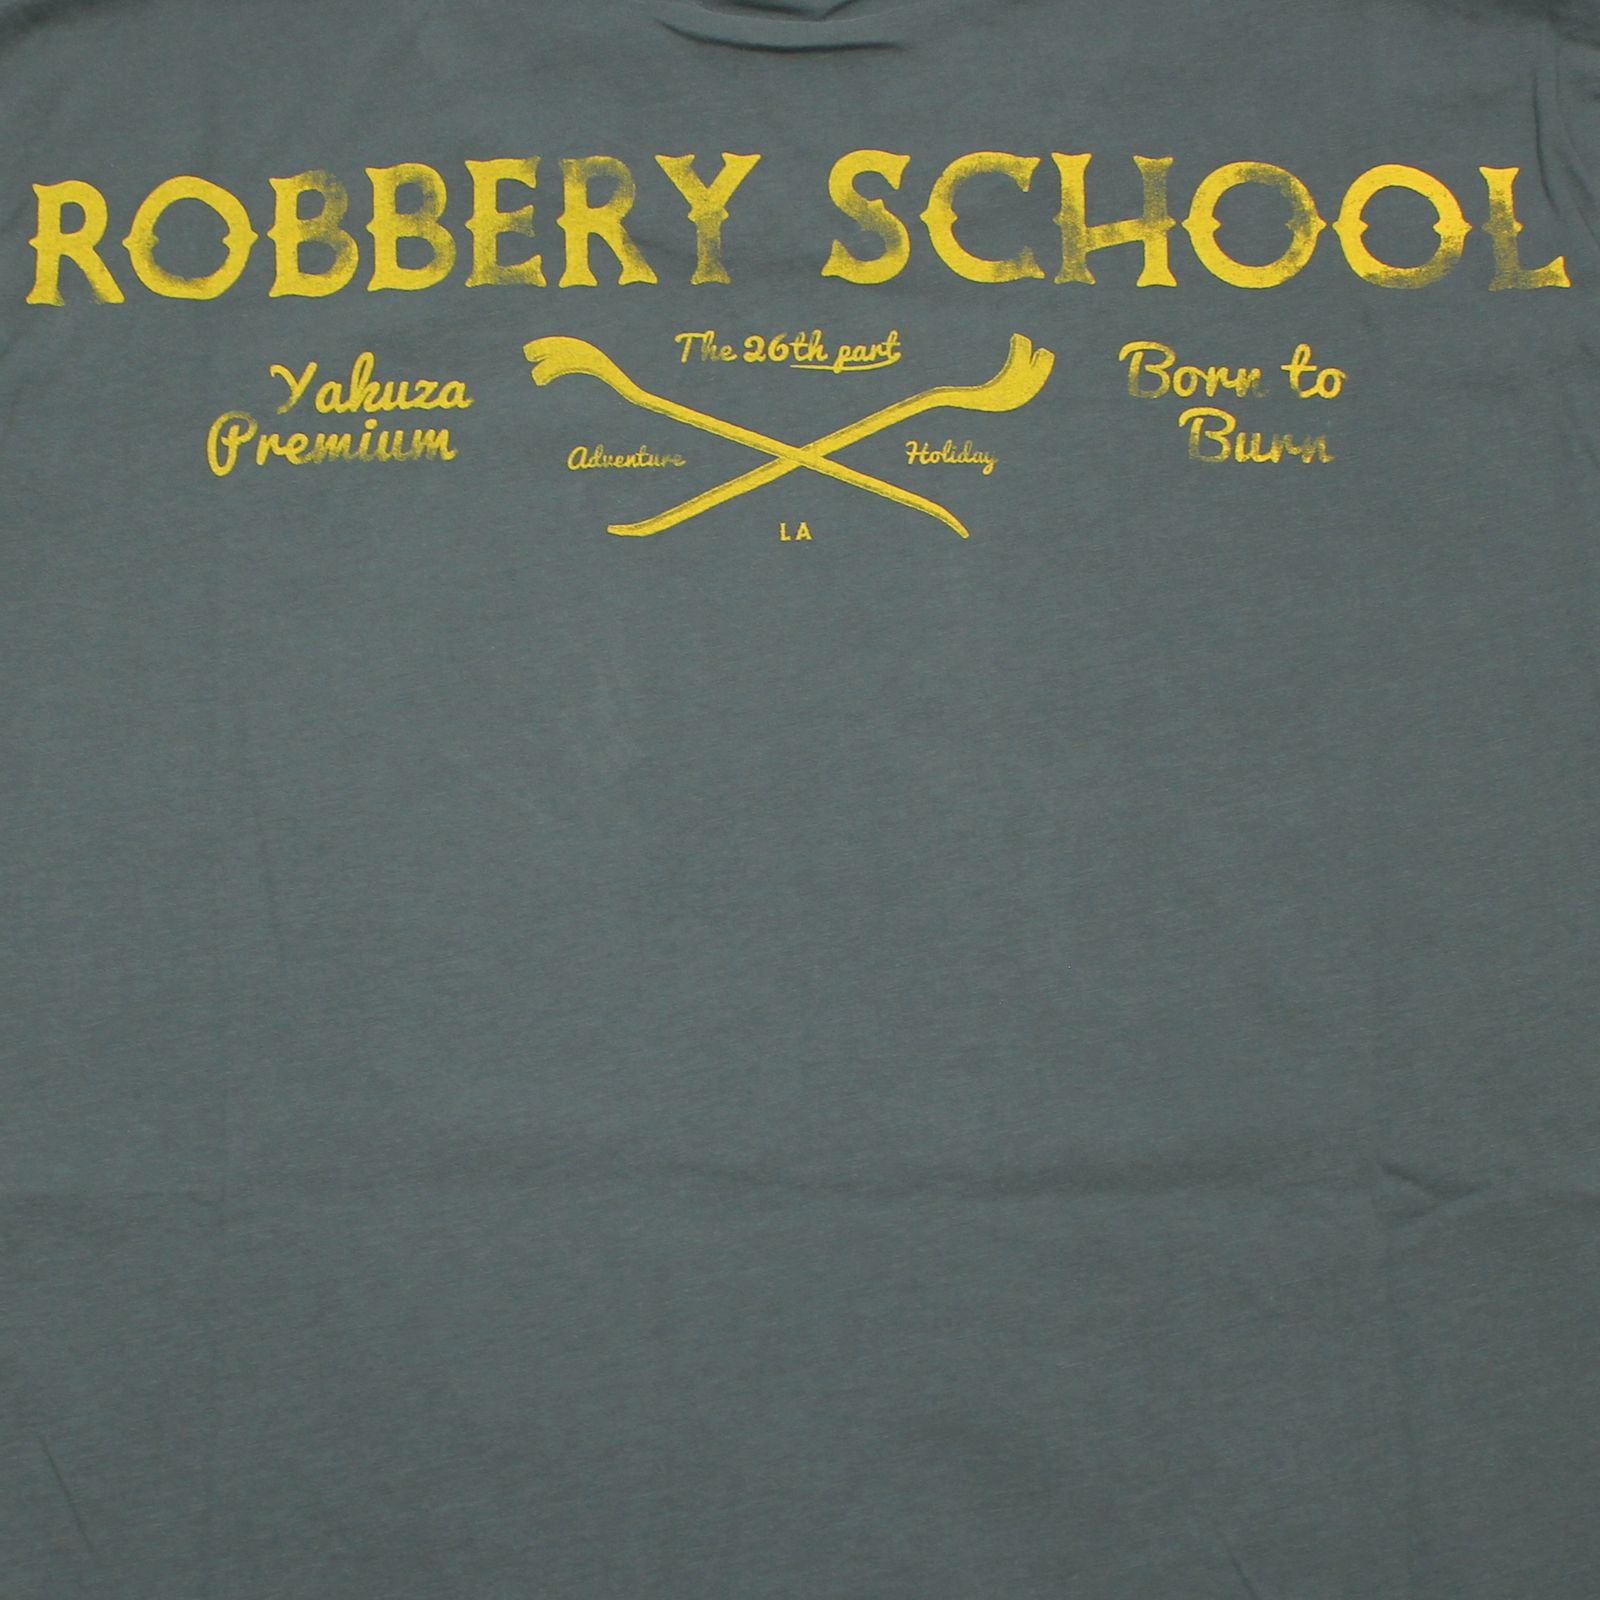 ROBBERY SCHOOL
The 26th part
Yakuza
Premium
Adventure
Holiday
Born to
Burn
LA